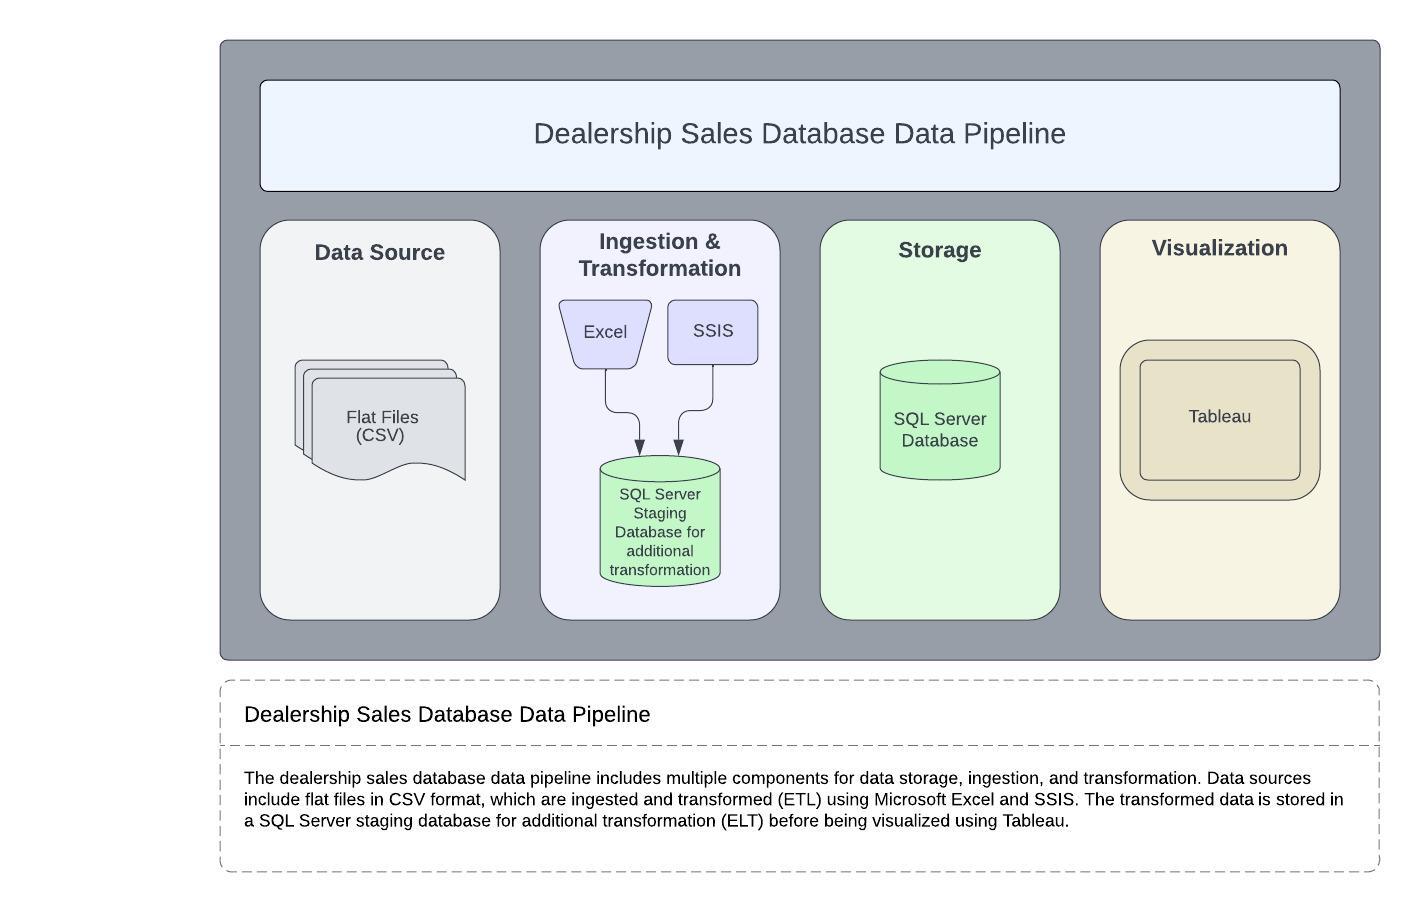 Dealership Sales Database Data Pipeline
Data Source
Flat Files
(CSV)
Ingestion &
Transformation
Excel
SSIS
SQL Server
Staging
Database for
additional
transformation
Storage
SQL Server
Database
Visualization
Tableau
Dealership Sales Database Data Pipeline
The dealership sales database data pipeline includes multiple components for data storage, ingestion, and transformation. Data sources
include flat files in CSV format, which are ingested and transformed (ETL) using Microsoft Excel and SSIS. The transformed data is stored in
a SQL Server staging database for additional transformation (ELT) before being visualized using Tableau.